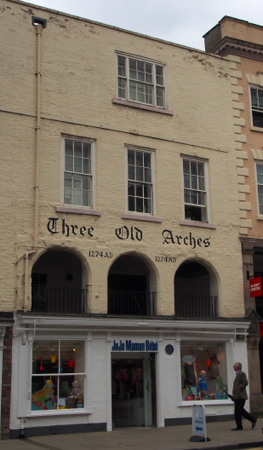 Three Old Arches
1274AD 1274AD
JoJo Maman Bébé